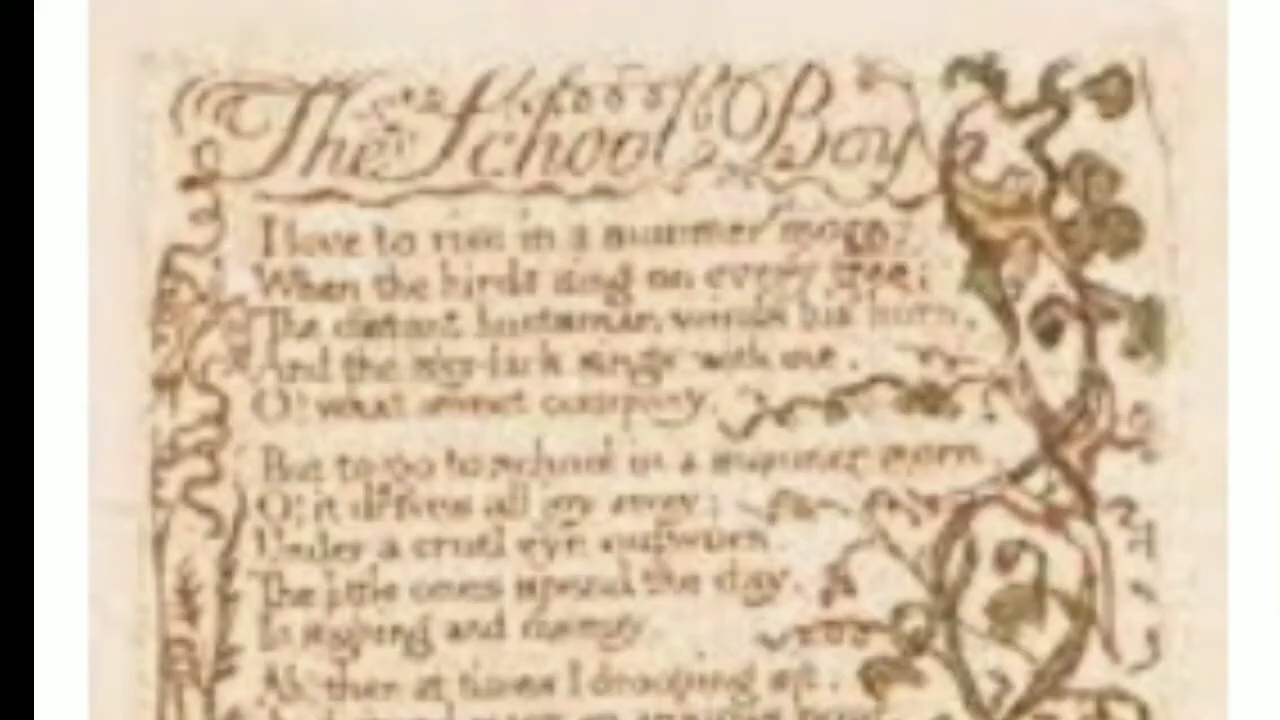 The School Boy
I love to rise in a summer morn,
When the birds sing on every tree;
The distant huntsman winds his horn,
And the sky-lark sings with me.
O! what sweet company.
But to go to school in a summer morn
O! it drives all joy away;
Under a cruel eye outworn
The little ones spend the day.
In sighing and dismay.
Ah! then at times I drooping sit.